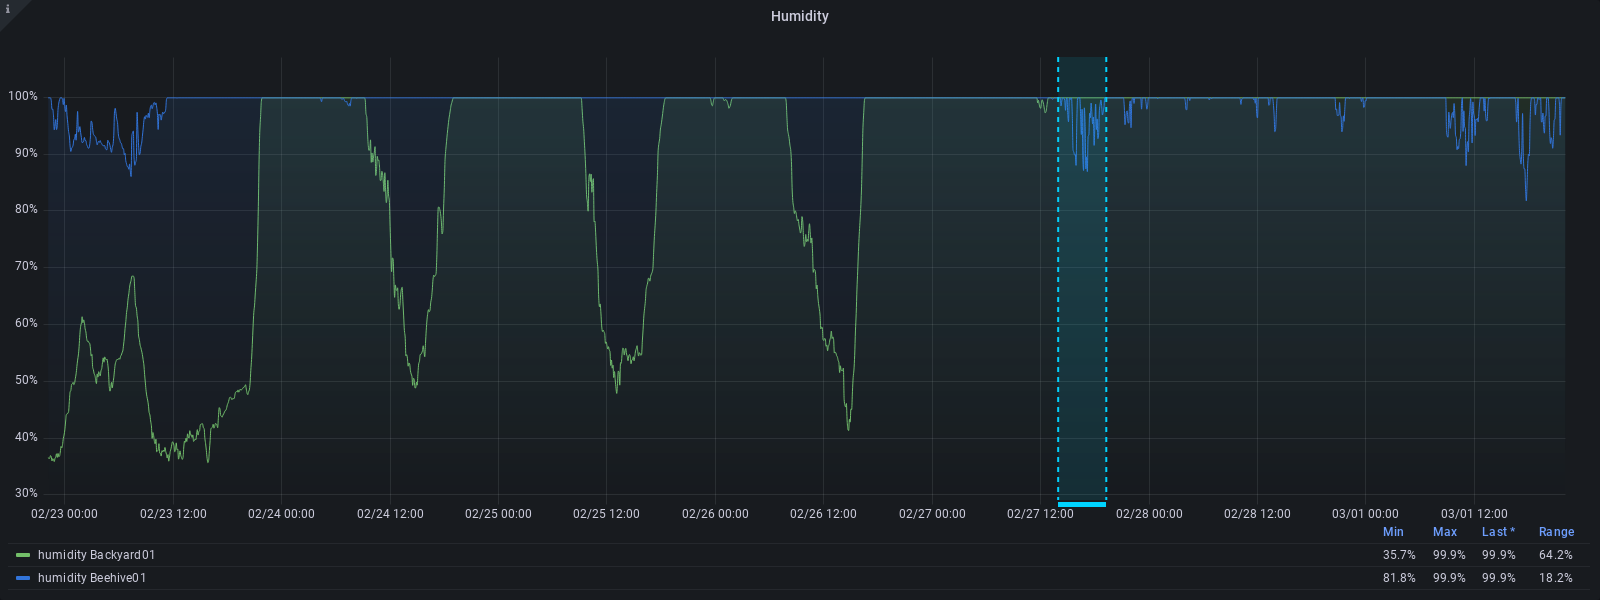 i
Humidity
100%
90%
80%
70%
60%
50%
40%
30%
02/23 00:00 02/23 12:00 02/24 00:00 02/24 12:00 02/25 00:00 02/25 12:00 02/26 00:00 02/26 12:00 02/27 00:00 02/27 12:00 02/28 00:00 02/28 12:00 03/01 00:00 03/01 12:00
Min Max Last * Range
humidity Backyard01 35.7% 99.9% 99.9% 64.2%
humidity Beehive01 81.8% 99.9% 99.9% 18.2%